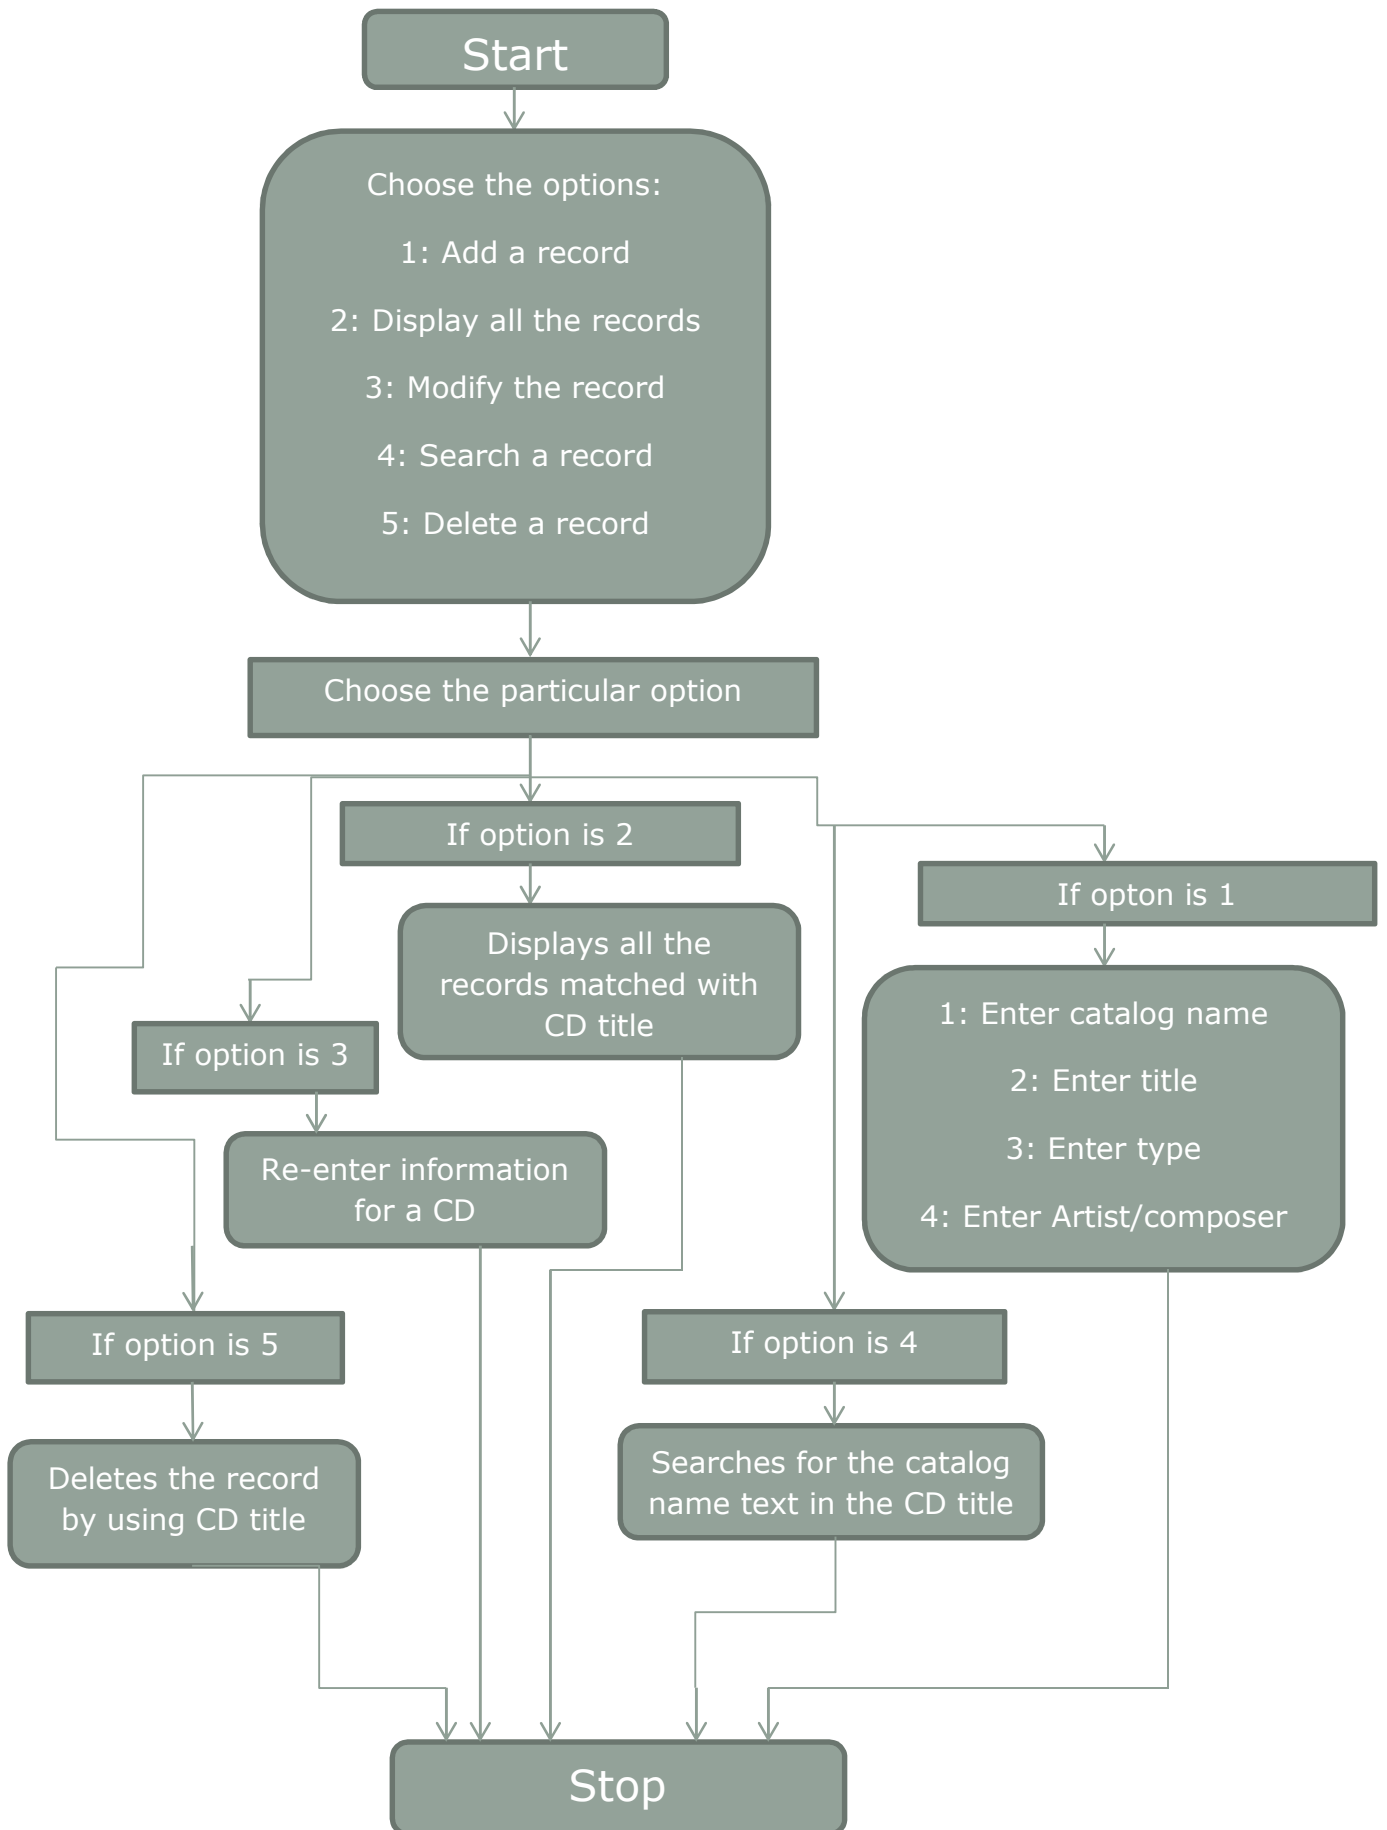 Start
Choose the options:
1: Add a record
2: Display all the records
3: Modify the record
4: Search a record
5: Delete a record
Choose the particular option
If option is 2
If opton is 1
Displays all the
records matched with
CD title
1: Enter catalog name
2: Enter title
3: Enter type
4: Enter Artist/composer
If option is 3
Re-enter information
for a CD
If option is 5
If option is 4
Deletes the record
by using CD title
Searches for the catalog
name text in the CD title
Stop